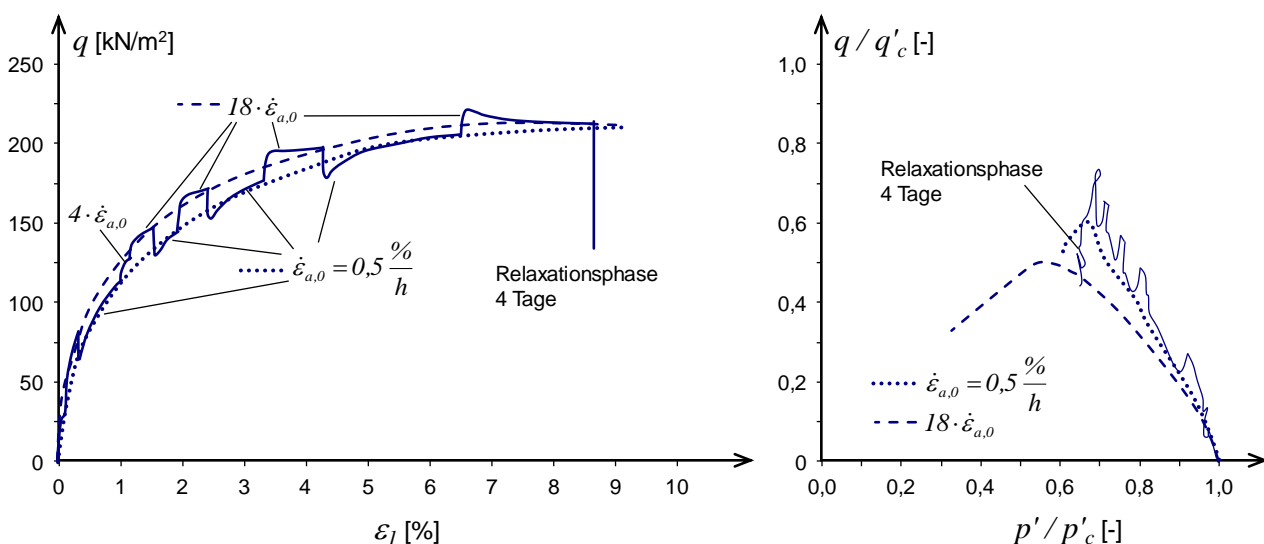 q [kN/m²]
250
200
150
100
50
0
0 1 2 3 4 5 6 7 8 9 10
ε₁ [%]
18·ε̇a,0
4·ε̇a,0
ε̇a,0 = 0,5 %/h
Relaxationsphase
4 Tage
q / q'c [-]
1,0
0,8
0,6
0,4
0,2
0
0,0 0,2 0,4 0,6 0,8 1,0
p' / p'c [-]
Relaxationsphase
4 Tage
ε̇a,0 = 0,5 %/h
18·ε̇a,0